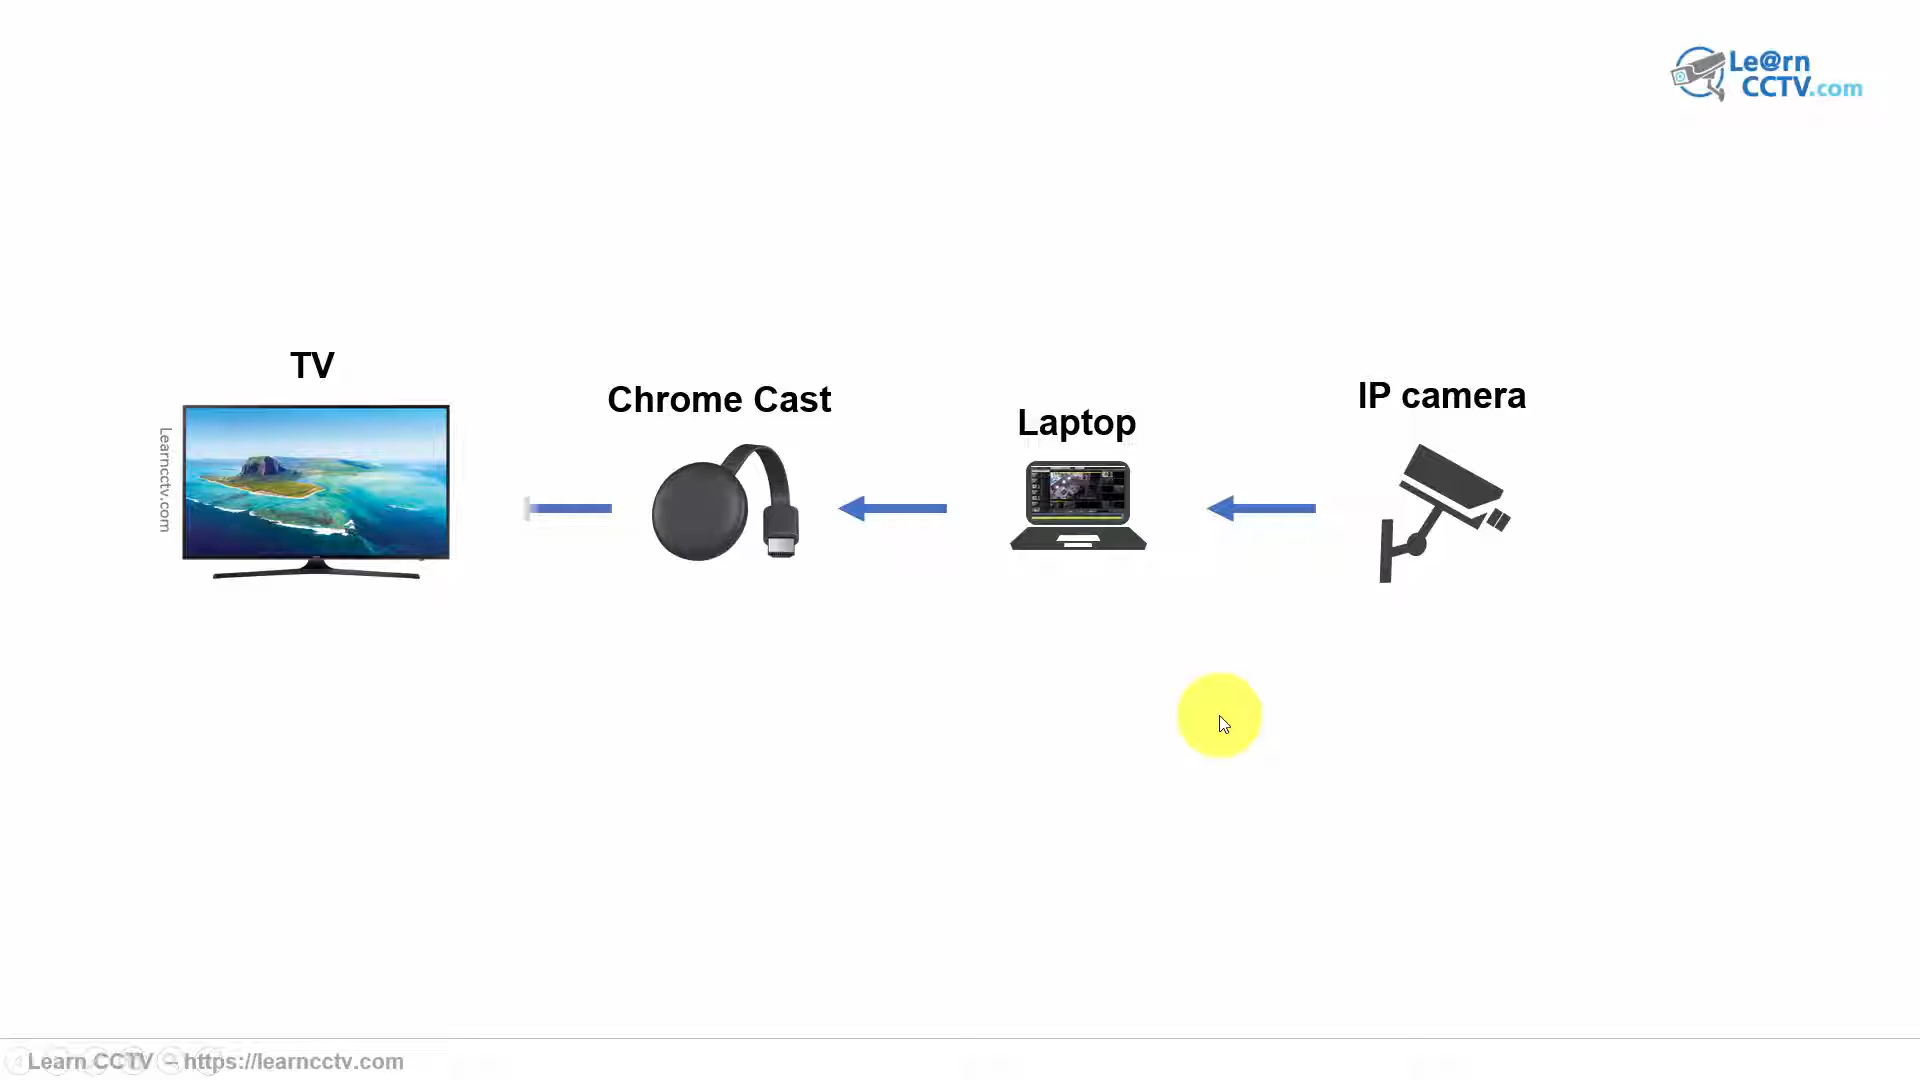 Le@rn
CCTV.com
TV
Chrome Cast
Laptop
IP camera
Learncctv.com
Learn CCTV – https://learncctv.com